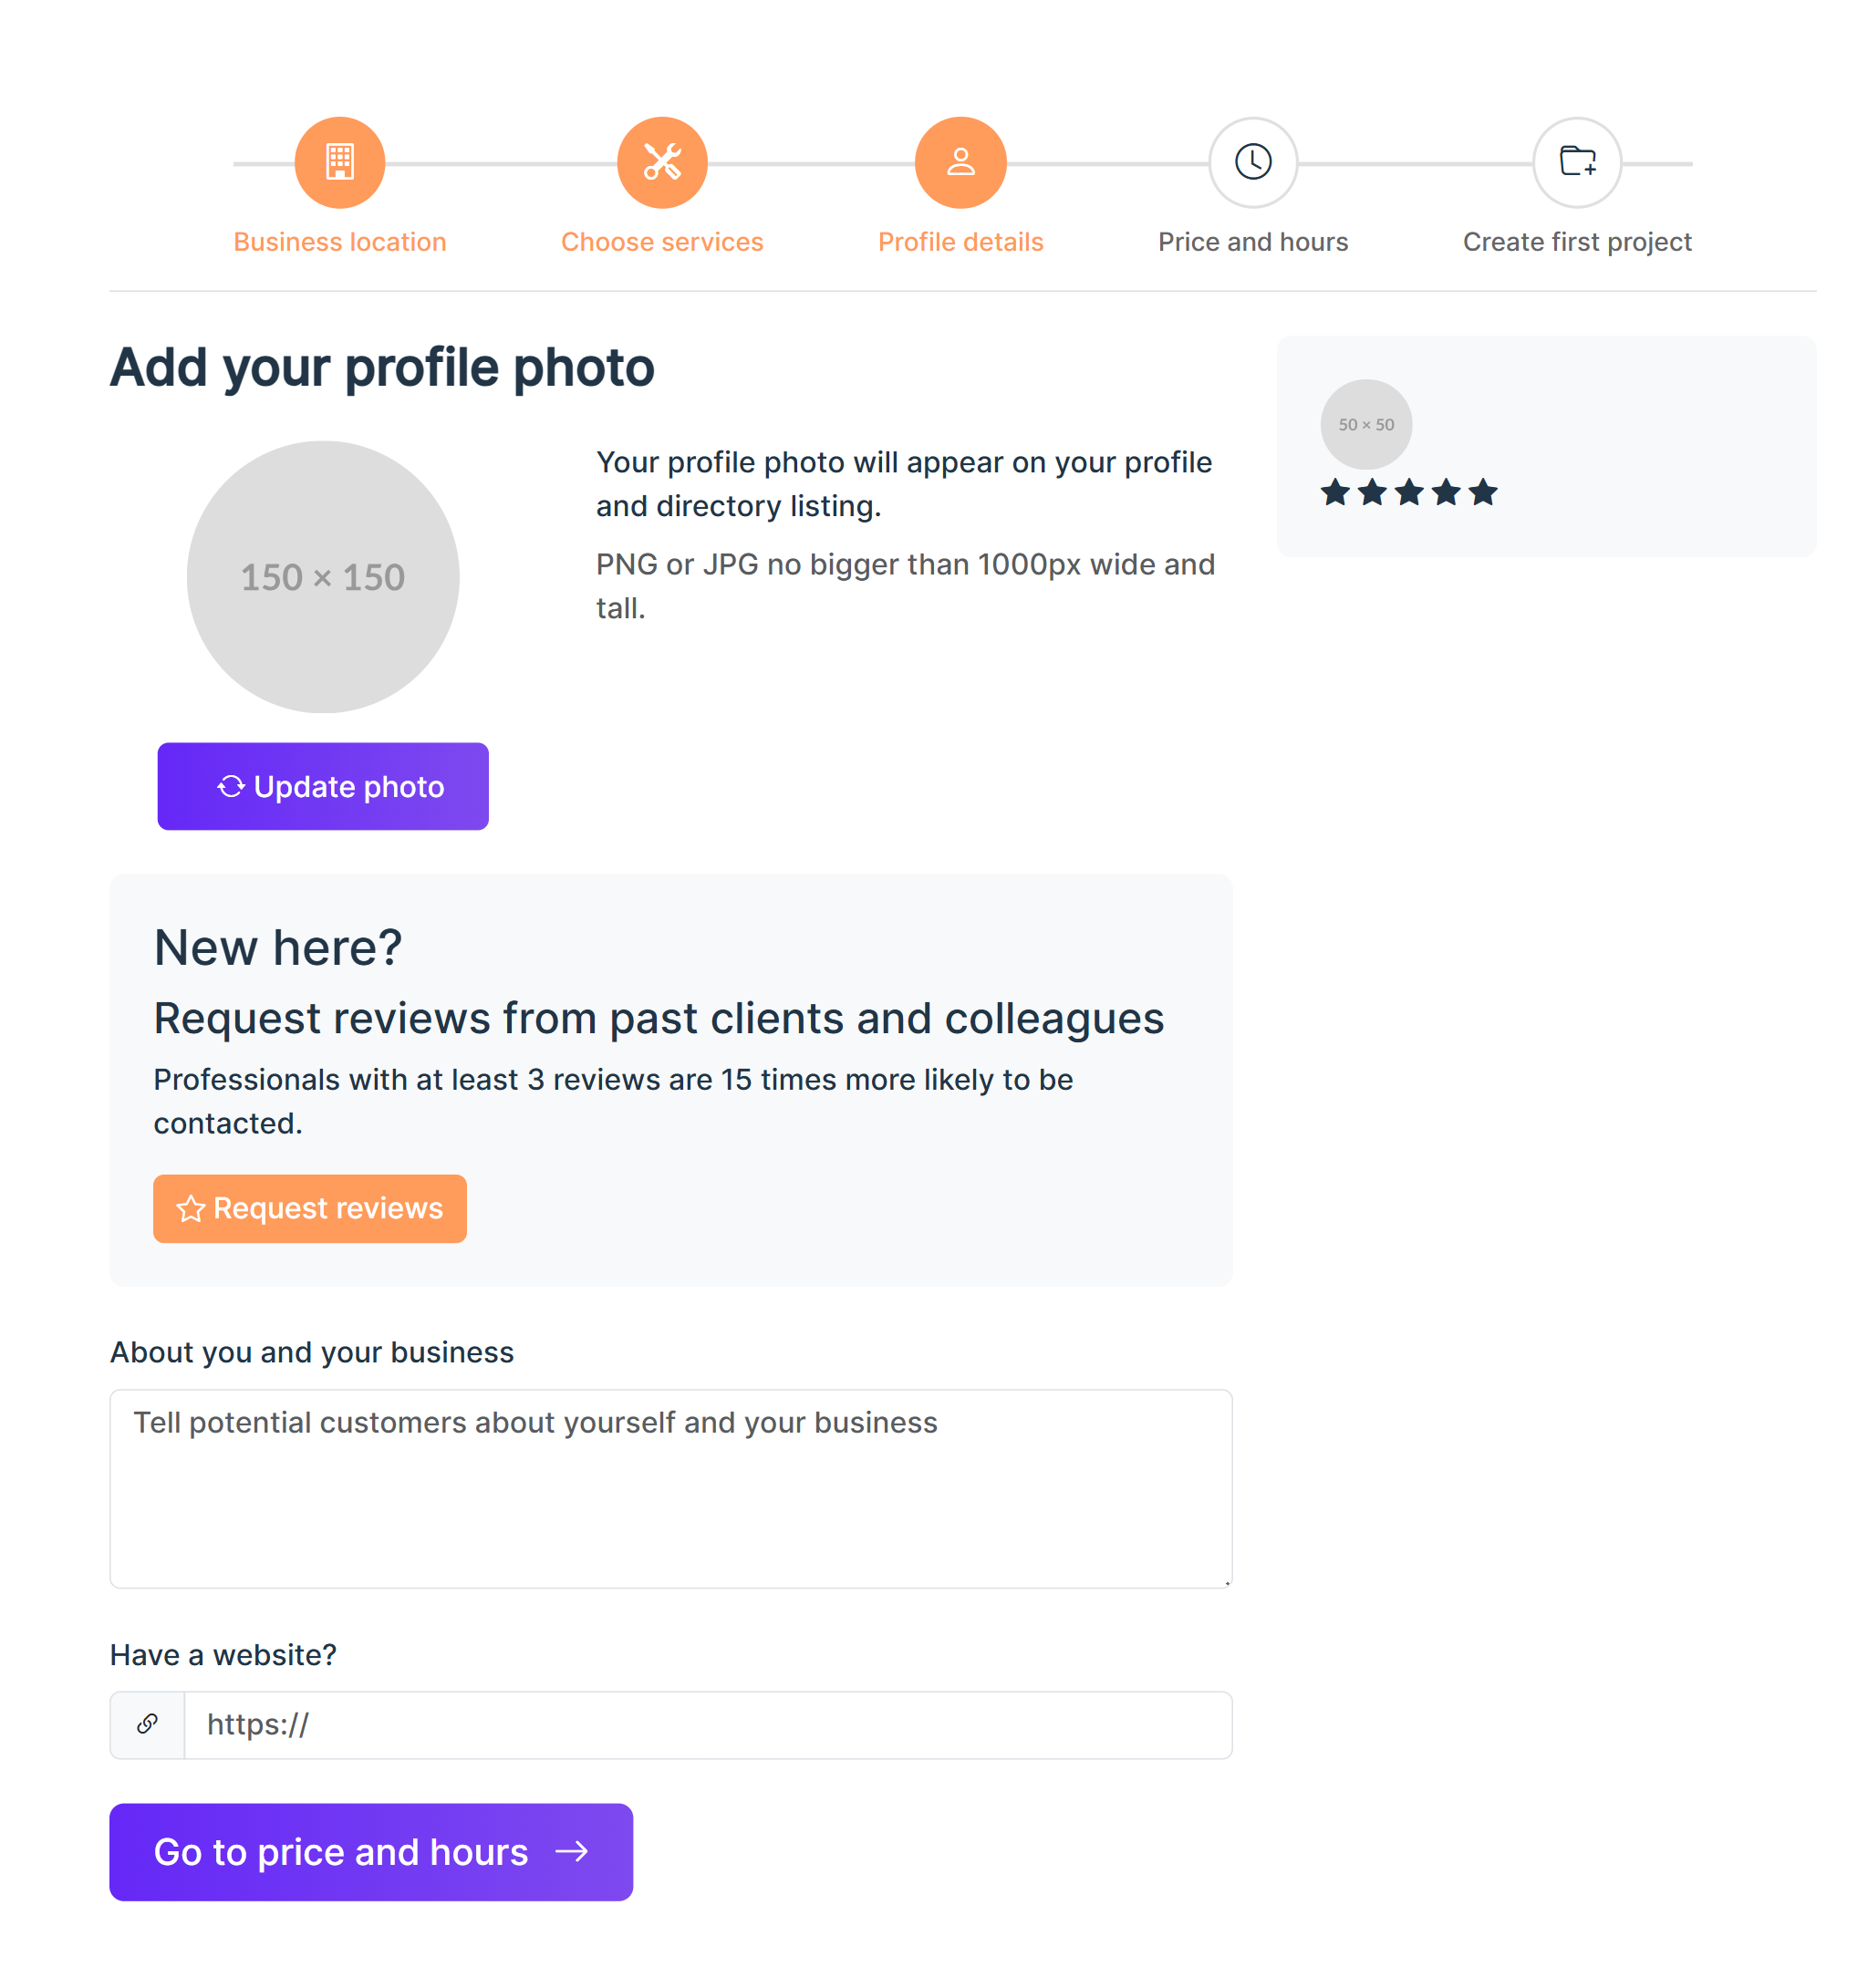 Business location
Choose services
Profile details
Price and hours
Create first project
Add your profile photo
150 × 150
Your profile photo will appear on your profile
and directory listing.
PNG or JPG no bigger than 1000px wide and
tall.
50 × 50
Update photo
New here?
Request reviews from past clients and colleagues
Professionals with at least 3 reviews are 15 times more likely to be
contacted.
Request reviews
About you and your business
Tell potential customers about yourself and your business
Have a website?
https://
Go to price and hours